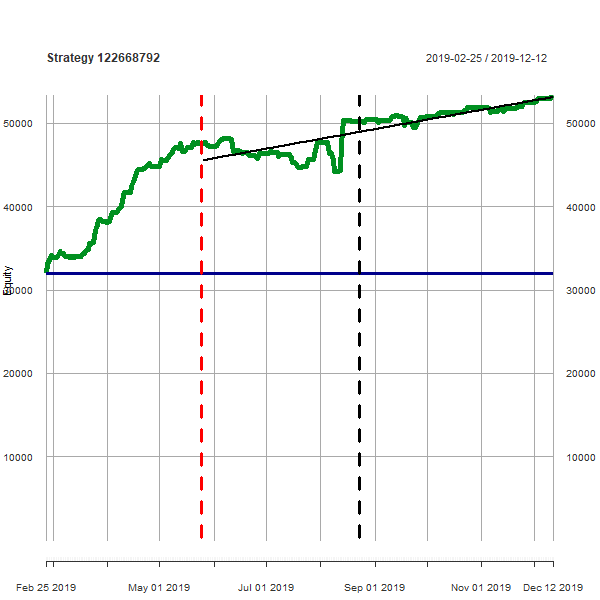 Strategy 122668792
2019-02-25 / 2019-12-12
50000
50000
40000
40000
Equity
30000
30000
20000
20000
10000
10000
Feb 25 2019
May 01 2019
Jul 01 2019
Sep 01 2019
Nov 01 2019
Dec 12 2019